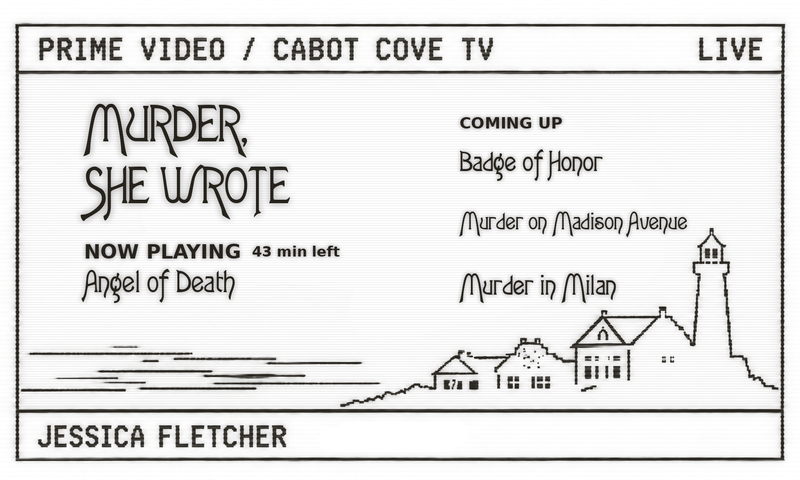 PRIME VIDEO / CABOT COVE TV
LIVE
MURDER,
SHE WROTE
NOW PLAYING 43 min left
Angel of Death
COMING UP
Badge of Honor
Murder on Madison Avenue
Murder in Milan
JESSICA FLETCHER